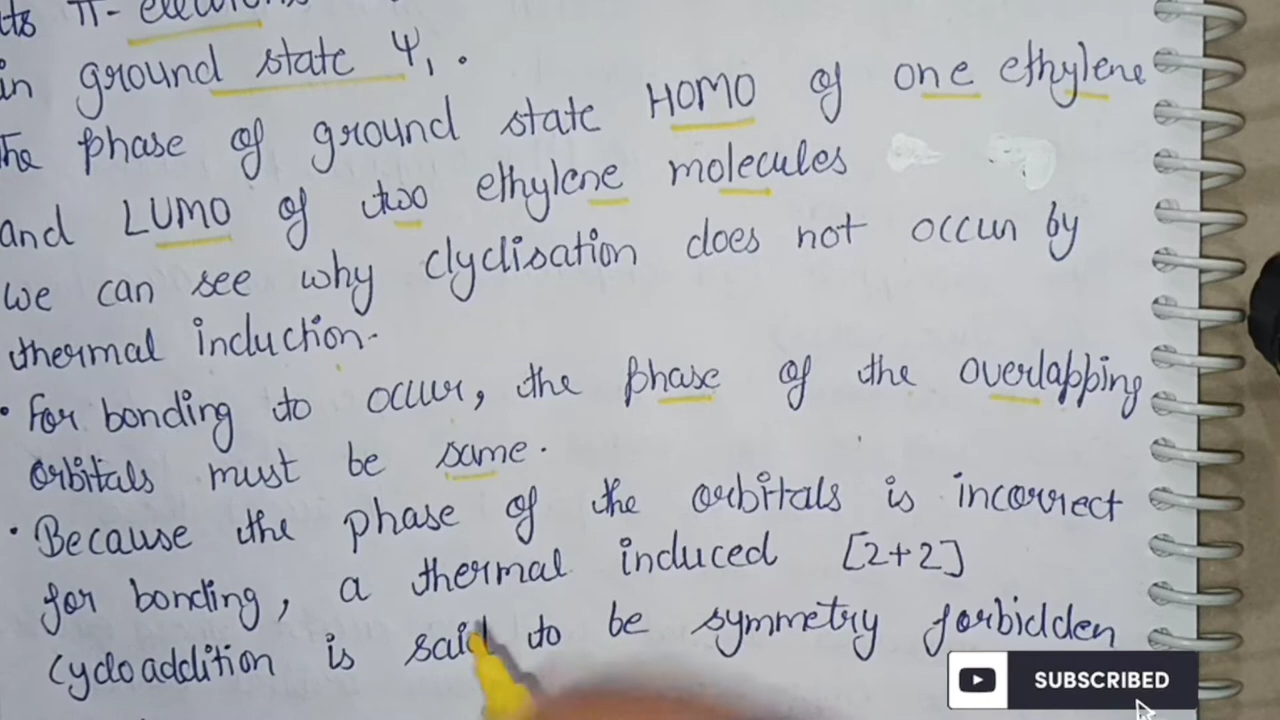 its π- electrons
in ground state Ψ₁.
The phase of ground state HOMO of one ethylene
and LUMO of two ethylene molecules
we can see why clyclisation does not occur by
thermal induction.
• For bonding to occur, the phase of the overlapping
orbitals must be same.
• Because the phase of the orbitals is incorrect
for bonding, a thermal induced [2+2]
Cycloaddition is said to be symmetry forbidden
SUBSCRIBED